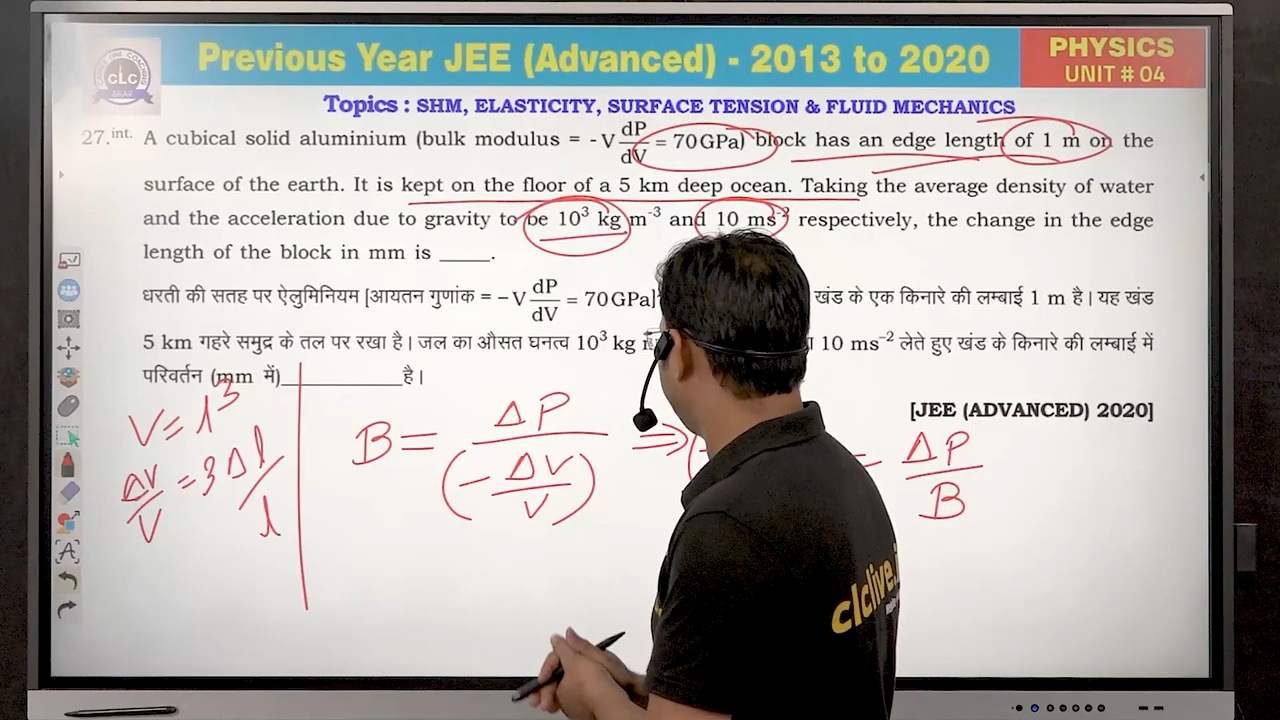 Previous Year JEE (Advanced) - 2013 to 2020
PHYSICS
UNIT # 04
CLC
SIKAR
Topics : SHM, ELASTICITY, SURFACE TENSION & FLUID MECHANICS
27.int. A cubical solid aluminium (bulk modulus = -V dP/dV = 70GPa) block has an edge length of 1 m on the
surface of the earth. It is kept on the floor of a 5 km deep ocean. Taking the average density of water
and the acceleration due to gravity to be 10³ kg m⁻³ and 10 ms⁻² respectively, the change in the edge
length of the block in mm is _____.
धरती की सतह पर ऐलुमिनियम [आयतन गुणांक = −V dP/dV = 70GPa] खंड के एक किनारे की लम्बाई 1 m है। यह खंड
5 km गहरे समुद्र के तल पर रखा है। जल का औसत घनत्व 10³ kg 10 ms⁻² लेते हुए खंड के किनारे की लम्बाई में
परिवर्तन (mm में)____________है।
[JEE (ADVANCED) 2020]
V = l³
ΔV/V = 3 Δl/l
B = ΔP/(- ΔV/V) ⇒ ( = ΔP/B
clclive.i